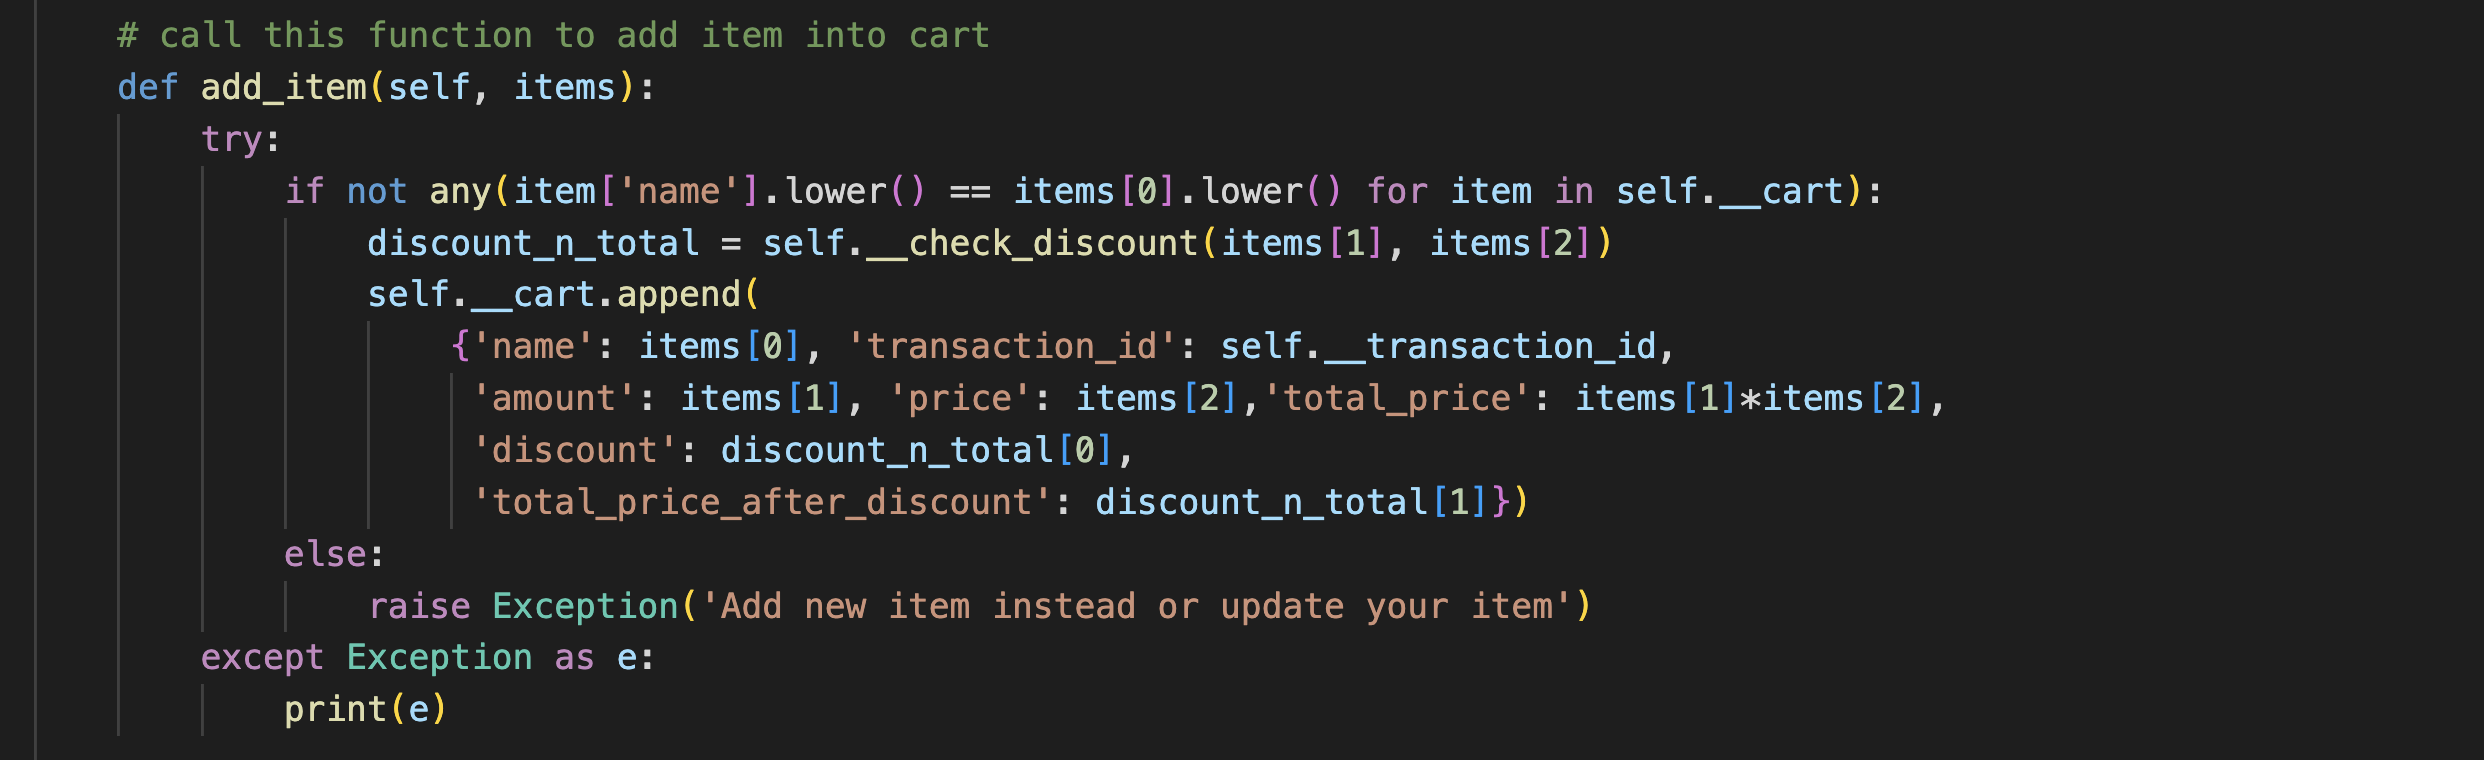 # call this function to add item into cart
def add_item(self, items):
    try:
        if not any(item['name'].lower() == items[0].lower() for item in self.__cart):
            discount_n_total = self.__check_discount(items[1], items[2])
            self.__cart.append(
                {'name': items[0], 'transaction_id': self.__transaction_id,
                 'amount': items[1], 'price': items[2],'total_price': items[1]*items[2],
                 'discount': discount_n_total[0],
                 'total_price_after_discount': discount_n_total[1]})
        else:
            raise Exception('Add new item instead or update your item')
    except Exception as e:
        print(e)